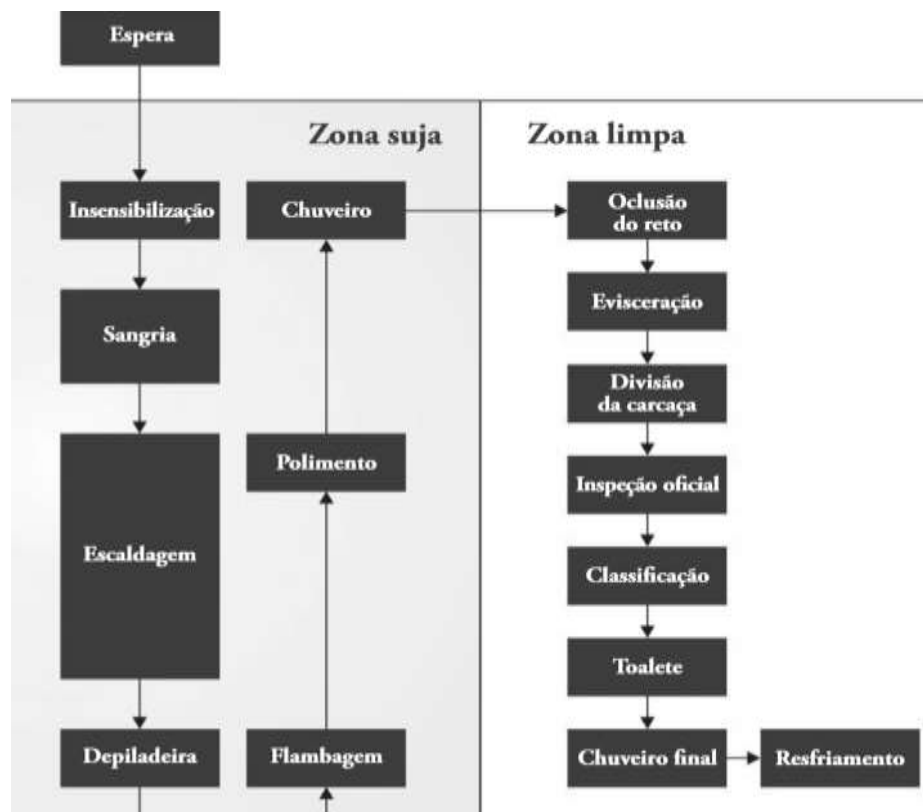 Espera
Zona suja
Zona limpa
Insensibilização
Sangria
Escaldagem
Depiladeira
Flambagem
Polimento
Chuveiro
Oclusão
do reto
Evisceração
Divisão
da carcaça
Inspeção oficial
Classificação
Toalete
Chuveiro final
Resfriamento